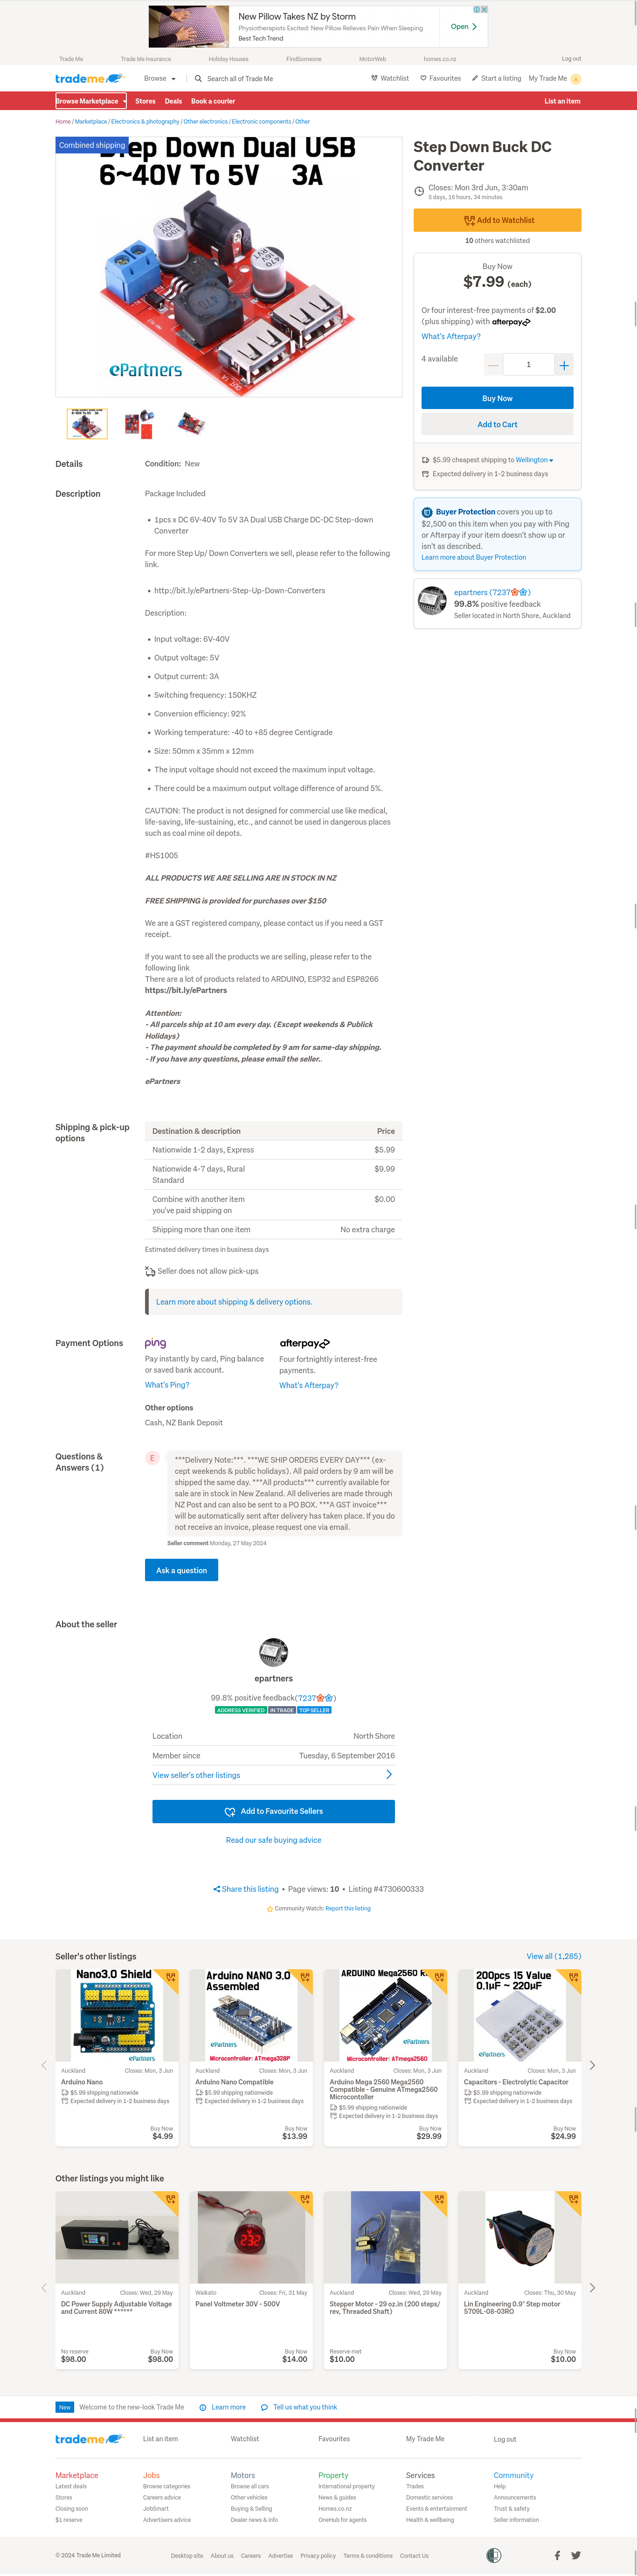 New Pillow Takes NZ by Storm
Physiotherapists Excited: New Pillow Relieves Pain When Sleeping
Best Tech Trend
Open
Trade Me
Trade Me Insurance
Holiday Houses
FindSomeone
MotorWeb
homes.co.nz
Log out
trademe
Browse
Search all of Trade Me
Watchlist
Favourites
Start a listing
My Trade Me
Browse Marketplace
Stores
Deals
Book a courier
List an item
Home / Marketplace / Electronics & photography / Other electronics / Electronic components / Other
Combined shipping
Step Down Dual USB
6~40V To 5V 3A
ePartners
Step Down Buck DC
Converter
Closes: Mon 3rd Jun, 3:30am
5 days, 16 hours, 34 minutes
Add to Watchlist
10 others watchlisted
Buy Now
$7.99 (each)
Or four interest-free payments of $2.00
(plus shipping) with afterpay
What's Afterpay?
4 available
1
Buy Now
Add to Cart
$5.99 cheapest shipping to Wellington
Expected delivery in 1-2 business days
Buyer Protection covers you up to
$2,500 on this item when you pay with Ping
or Afterpay if your item doesn't show up or
isn't as described.
Learn more about Buyer Protection
epartners (7237)
99.8% positive feedback
Seller located in North Shore, Auckland
Details
Condition: New
Description
Package Included
• 1pcs x DC 6V-40V To 5V 3A Dual USB Charge DC-DC Step-down
Converter
For more Step Up/ Down Converters we sell, please refer to the following
link.
• http://bit.ly/ePartners-Step-Up-Down-Converters
Description:
• Input voltage: 6V-40V
• Output voltage: 5V
• Output current: 3A
• Switching frequency: 150KHZ
• Conversion efficiency: 92%
• Working temperature: -40 to +85 degree Centigrade
• Size: 50mm x 35mm x 12mm
• The input voltage should not exceed the maximum input voltage.
• There could be a maximum output voltage difference of around 5%.
CAUTION: The product is not designed for commercial use like medical,
life-saving, life-sustaining, etc., and cannot be used in dangerous places
such as coal mine oil depots.
#HS1005
ALL PRODUCTS WE ARE SELLING ARE IN STOCK IN NZ
FREE SHIPPING is provided for purchases over $150
We are a GST registered company, please contact us if you need a GST
receipt.
If you want to see all the products we are selling, please refer to the
following link
There are a lot of products related to ARDUINO, ESP32 and ESP8266
https://bit.ly/ePartners
Attention:
- All parcels ship at 10 am every day. (Except weekends & Publick
Holidays)
- The payment should be completed by 9 am for same-day shipping.
- If you have any questions, please email the seller..
ePartners
Shipping & pick-up
options
Destination & description
Price
Nationwide 1-2 days, Express
$5.99
Nationwide 4-7 days, Rural
Standard
$9.99
Combine with another item
you've paid shipping on
$0.00
Shipping more than one item
No extra charge
Estimated delivery times in business days
Seller does not allow pick-ups
Learn more about shipping & delivery options.
Payment Options
ping
Pay instantly by card, Ping balance
or saved bank account.
What's Ping?
afterpay
Four fortnightly interest-free
payments.
What's Afterpay?
Other options
Cash, NZ Bank Deposit
Questions &
Answers (1)
E
***Delivery Note:***. ***WE SHIP ORDERS EVERY DAY*** (ex-
cept weekends & public holidays). All paid orders by 9 am will be
shipped the same day. ***All products*** currently available for
sale are in stock in New Zealand. All deliveries are made through
NZ Post and can also be sent to a PO BOX. ***A GST invoice***
will be automatically sent after delivery has taken place. If you do
not receive an invoice, please request one via email.
Seller comment Monday, 27 May 2024
Ask a question
About the seller
epartners
99.8% positive feedback(7237)
ADDRESS VERIFIED
IN TRADE
TOP SELLER
Location
North Shore
Member since
Tuesday, 6 September 2016
View seller's other listings
Add to Favourite Sellers
Read our safe buying advice
Share this listing • Page views: 10 • Listing #4730600333
Community Watch: Report this listing
Seller's other listings
View all (1,285)
Nano3.0 Shield
ePartners
Auckland
Closes: Mon, 3 Jun
Arduino Nano
$5.99 shipping nationwide
Expected delivery in 1-2 business days
Buy Now
$4.99
Arduino NANO 3.0
Assembled
ePartners
Microcontroller: ATmega328P
Auckland
Closes: Mon, 3 Jun
Arduino Nano Compatible
$5.99 shipping nationwide
Expected delivery in 1-2 business days
Buy Now
$13.99
ARDUINO Mega2560 R3
ePartners
Microcontroller: ATmega2560
Auckland
Closes: Mon, 3 Jun
Arduino Mega 2560 Mega2560
Compatible - Genuine ATmega2560
Microcontoller
$5.99 shipping nationwide
Expected delivery in 1-2 business days
Buy Now
$29.99
200pcs 15 Value
0.1µF ~ 220µF
ePartners
Auckland
Closes: Mon, 3 Jun
Capacitors - Electrolytic Capacitor
$5.99 shipping nationwide
Expected delivery in 1-2 business days
Buy Now
$24.99
Other listings you might like
Auckland
Closes: Wed, 29 May
DC Power Supply Adjustable Voltage
and Current 80W ******
No reserve
$98.00
Buy Now
$98.00
Waikato
Closes: Fri, 31 May
Panel Voltmeter 30V - 500V
Buy Now
$14.00
Auckland
Closes: Wed, 29 May
Stepper Motor - 29 oz.in (200 steps/
rev, Threaded Shaft)
Reserve met
$10.00
Auckland
Closes: Thu, 30 May
Lin Engineering 0.9° Step motor
5709L-08-03RO
Buy Now
$10.00
New
Welcome to the new-look Trade Me
Learn more
Tell us what you think
trademe
List an item
Watchlist
Favourites
My Trade Me
Log out
Marketplace
Latest deals
Stores
Closing soon
$1 reserve
Jobs
Browse categories
Careers advice
JobSmart
Advertisers advice
Motors
Browse all cars
Other vehicles
Buying & Selling
Dealer news & info
Property
International property
News & guides
Homes.co.nz
OneHub for agents
Services
Trades
Domestic services
Events & entertainment
Health & wellbeing
Community
Help
Announcements
Trust & safety
Seller information
© 2024 Trade Me Limited
Desktop site
About us
Careers
Advertise
Privacy policy
Terms & conditions
Contact Us